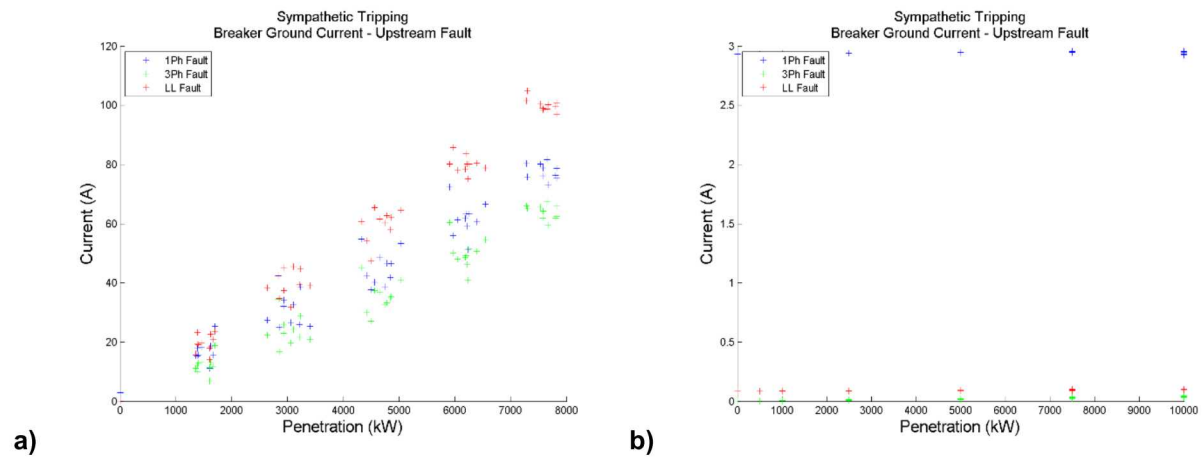 Sympathetic Tripping
Breaker Ground Current - Upstream Fault
120
100
80
60
40
20
0
Current (A)
+ 1Ph Fault
+ 3Ph Fault
+ LL Fault
0 1000 2000 3000 4000 5000 6000 7000 8000
Penetration (kW)
a)
Sympathetic Tripping
Breaker Ground Current - Upstream Fault
3
2.5
2
1.5
1
0.5
0
Current (A)
+ 1Ph Fault
+ 3Ph Fault
+ LL Fault
0 1000 2000 3000 4000 5000 6000 7000 8000 9000 10000
Penetration (kW)
b)